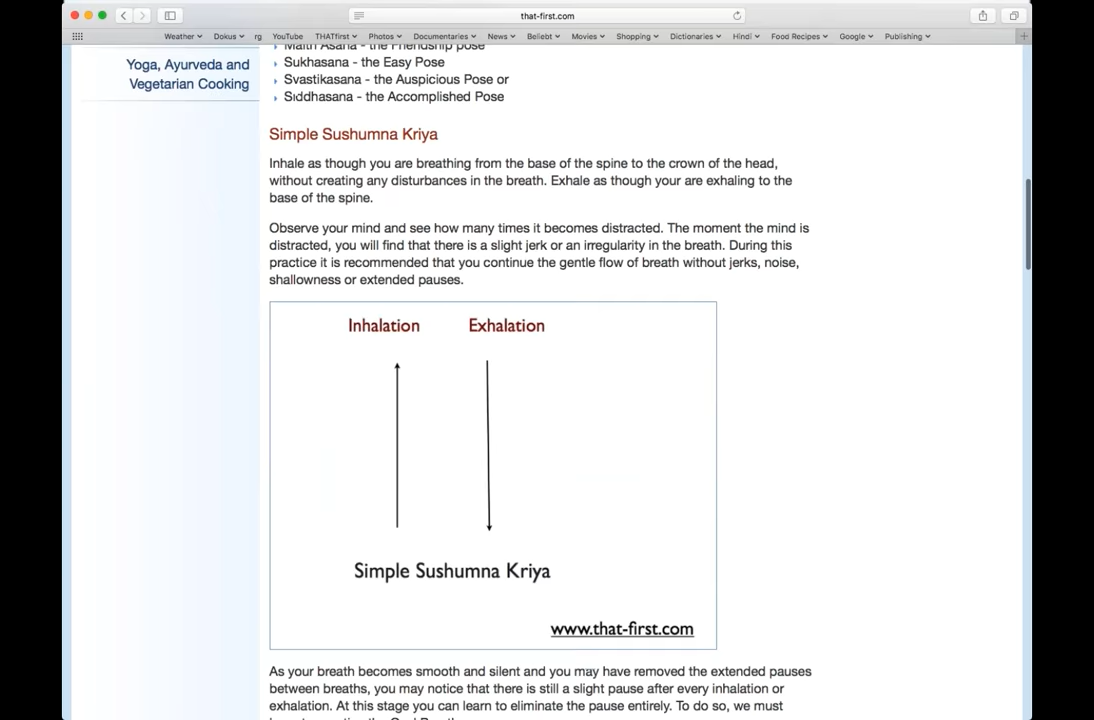 that-first.com
Weather Dokus rg YouTube THATfirst Photos Documentaries News Beliebt Movies Shopping Dictionaries Hindi Food Recipes Google Publishing
Yoga, Ayurveda and
Vegetarian Cooking
Maitri Asana - the Friendship pose
Sukhasana - the Easy Pose
Svastikasana - the Auspicious Pose or
Siddhasana - the Accomplished Pose
Simple Sushumna Kriya
Inhale as though you are breathing from the base of the spine to the crown of the head,
without creating any disturbances in the breath. Exhale as though your are exhaling to the
base of the spine.
Observe your mind and see how many times it becomes distracted. The moment the mind is
distracted, you will find that there is a slight jerk or an irregularity in the breath. During this
practice it is recommended that you continue the gentle flow of breath without jerks, noise,
shallowness or extended pauses.
Inhalation Exhalation
Simple Sushumna Kriya
www.that-first.com
As your breath becomes smooth and silent and you may have removed the extended pauses
between breaths, you may notice that there is still a slight pause after every inhalation or
exhalation. At this stage you can learn to eliminate the pause entirely. To do so, we must